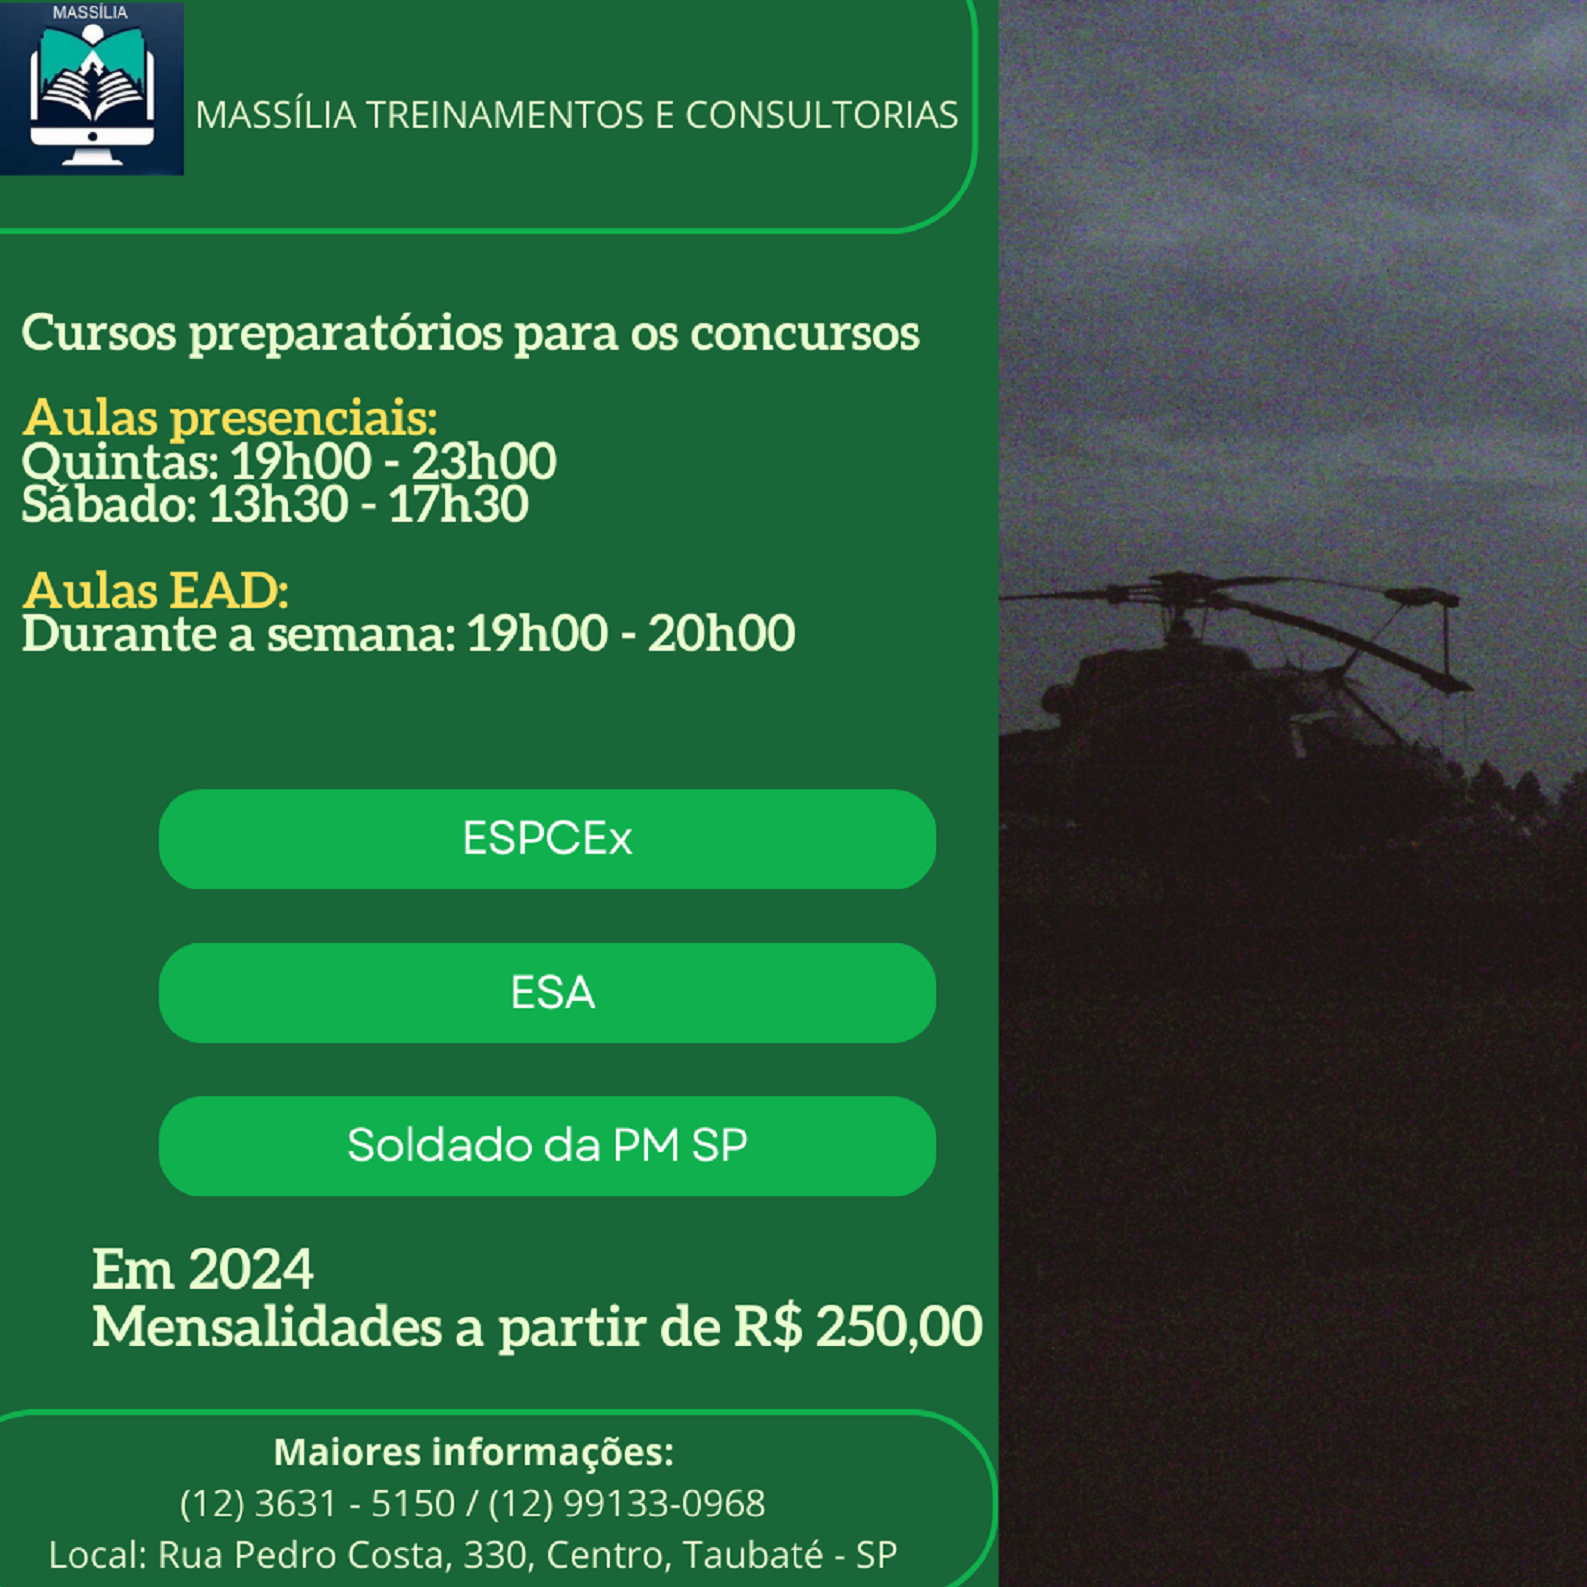 MASSÍLIA
MASSÍLIA TREINAMENTOS E CONSULTORIAS
Cursos preparatórios para os concursos
Aulas presenciais:
Quintas: 19h00 - 23h00
Sábado: 13h30 - 17h30
Aulas EAD:
Durante a semana: 19h00 - 20h00
ESPCEx
ESA
Soldado da PM SP
Em 2024
Mensalidades a partir de R$ 250,00
Maiores informações:
(12) 3631 - 5150 / (12) 99133-0968
Local: Rua Pedro Costa, 330, Centro, Taubaté - SP